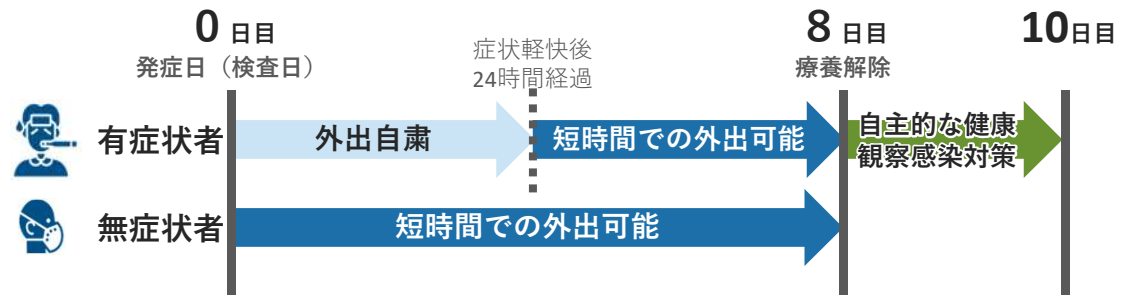 0 日目
発症日（検査日）
症状軽快後
24時間経過
8 日目
療養解除
10日目
有症状者
外出自粛
短時間での外出可能
自主的な健康
観察感染対策
無症状者
短時間での外出可能